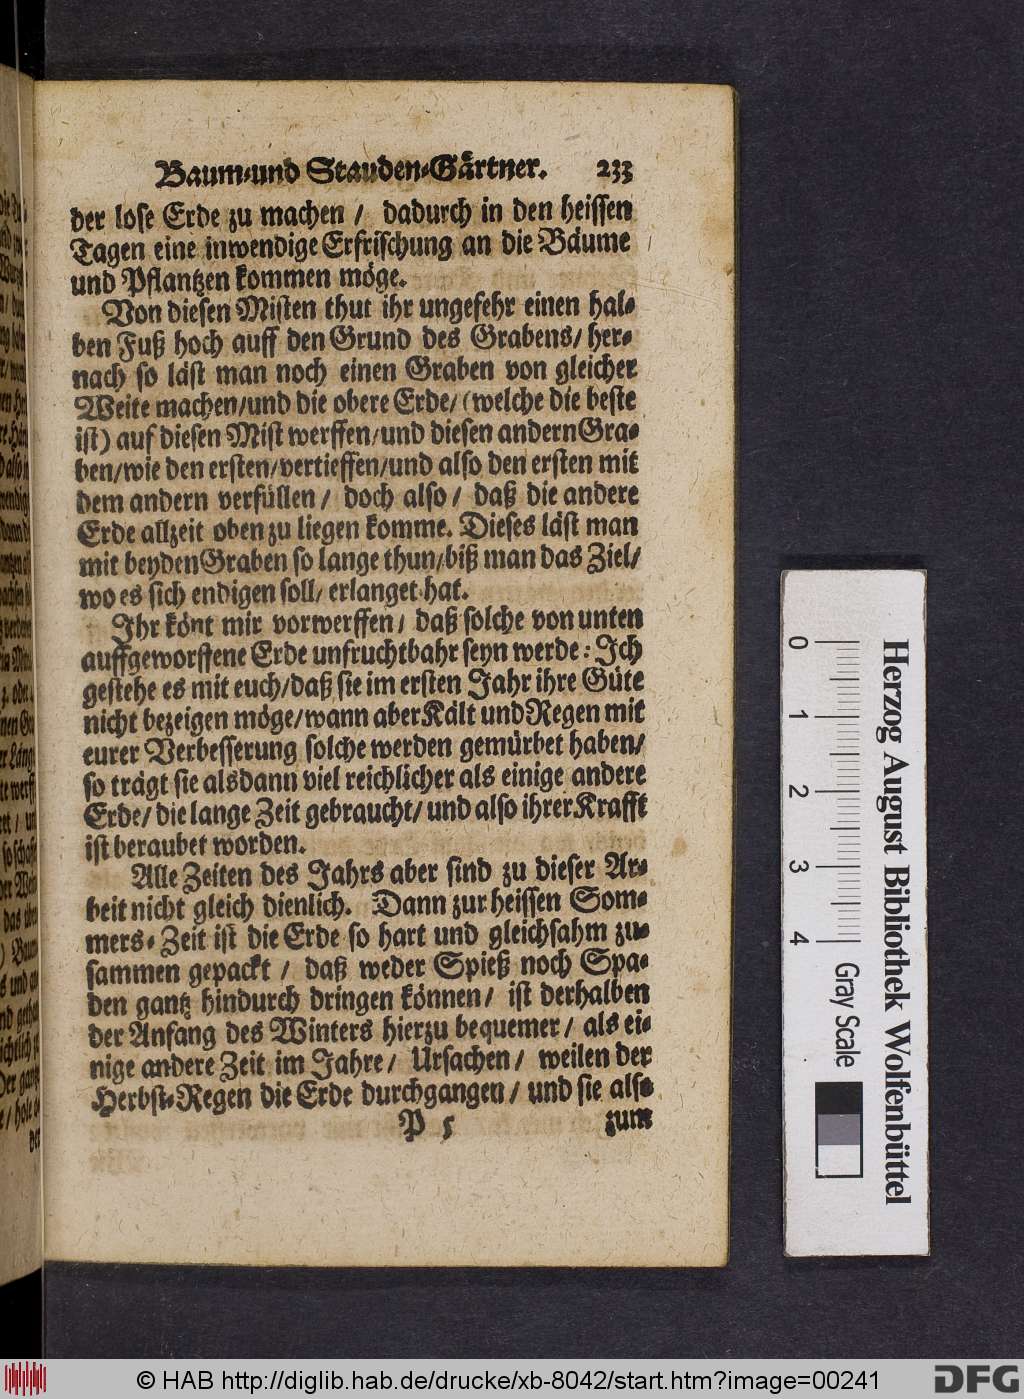 Baum-und Stauden-Gärtner. 233
der lose Erde zu machen / dadurch in den heissen
Tagen eine inwendige Erfrischung an die Bäume
und Pflantzen kommen möge.
Von diesen Misten thut ihr ungefehr einen hal-
ben Fuß hoch auff den Grund des Grabens / her-
nach so läst man noch einen Graben von gleicher
Weite machen / und die obere Erde / (welche die beste
ist) auf diesen Mist werffen / und diesen andern Gra-
ben / wie den ersten / vertieffen / und also den ersten mit
dem andern verfüllen / doch also / daß die andere
Erde allzeit oben zu liegen komme. Dieses läst man
mit beyden Graben so lange thun / biß man das Ziel /
wo es sich endigen soll / erlanget hat.
Ihr könt mir vorwerffen / daß solche von unten
auffgeworffene Erde unfruchtbahr seyn werde: Ich
gestehe es mit euch / daß sie im ersten Jahr ihre Güte
nicht bezeigen möge / wann aber Kält und Regen mit
eurer Verbesserung solche werden gemürbet haben /
so trägt sie alsdann viel reichlicher als einige andere
Erde / die lange Zeit gebraucht / und also ihrer Krafft
ist beraubet worden.
Alle Zeiten des Jahrs aber sind zu dieser Ar-
beit nicht gleich dienlich. Dann zur heissen Som-
mers-Zeit ist die Erde so hart und gleichsahm zu-
sammen gepackt / daß weder Spieß noch Spa-
den gantz hindurch dringen können / ist derhalben
der Anfang des Winters hierzu bequemer / als ei-
nige andere Zeit im Jahre / Ursachen / weilen der
Herbst-Regen die Erde durchgangen / und sie also
P 5 zum
Herzog August Bibliothek Wolfenbüttel
0 1 2 3 4 Gray Scale
© HAB http://diglib.hab.de/drucke/xb-8042/start.htm?image=00241
DFG